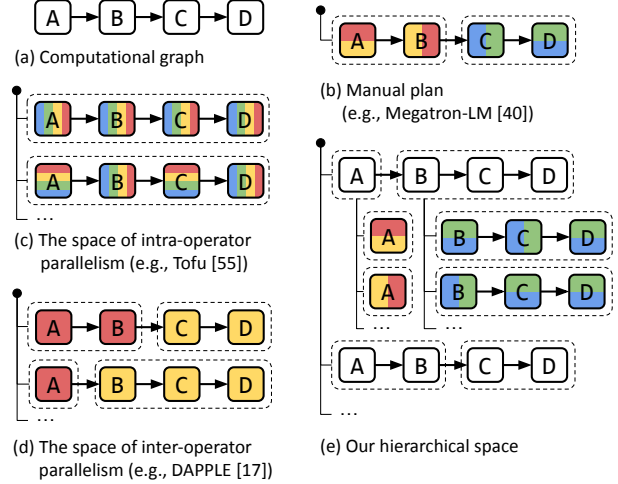 A B C D
(a) Computational graph
A B C D
(b) Manual plan
(e.g., Megatron-LM [40])
A B C D
A B C D
...
(c) The space of intra-operator
parallelism (e.g., Tofu [55])
A B C D
A B C D
...
(d) The space of inter-operator
parallelism (e.g., DAPPLE [17])
A B C D
A
B C D
A
B C D
...
...
A B C D
...
(e) Our hierarchical space